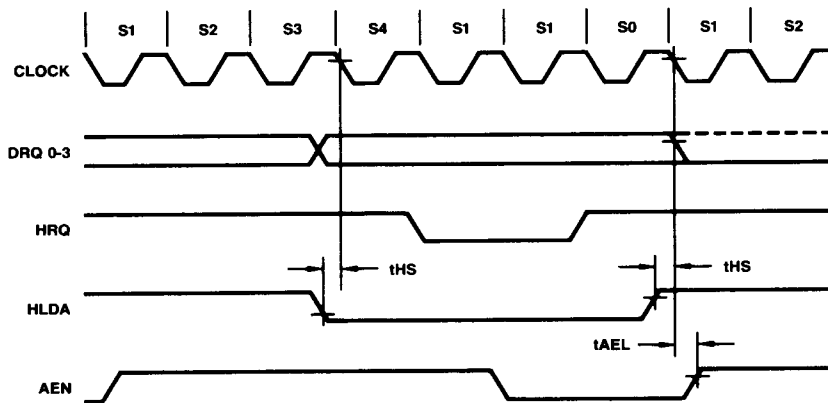 S1 S2 S3 S4 S1 S1 S0 S1 S2
CLOCK
DRQ 0-3
HRQ
tHS tHS
HLDA
tAEL
AEN